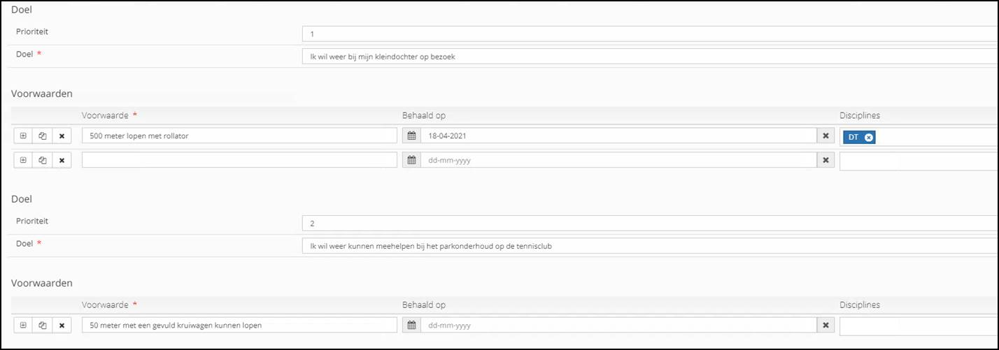 Doel
Prioriteit 1
Doel * Ik wil weer bij mijn kleindochter op bezoek
Voorwaarden
Voorwaarde * Behaald op Disciplines
500 meter lopen met rollator 18-04-2021 DT
dd-mm-yyyy
Doel
Prioriteit 2
Doel * Ik wil weer kunnen meehelpen bij het parkonderhoud op de tennisclub
Voorwaarden
Voorwaarde * Behaald op Disciplines
50 meter met een gevuld kruiwagen kunnen lopen dd-mm-yyyy